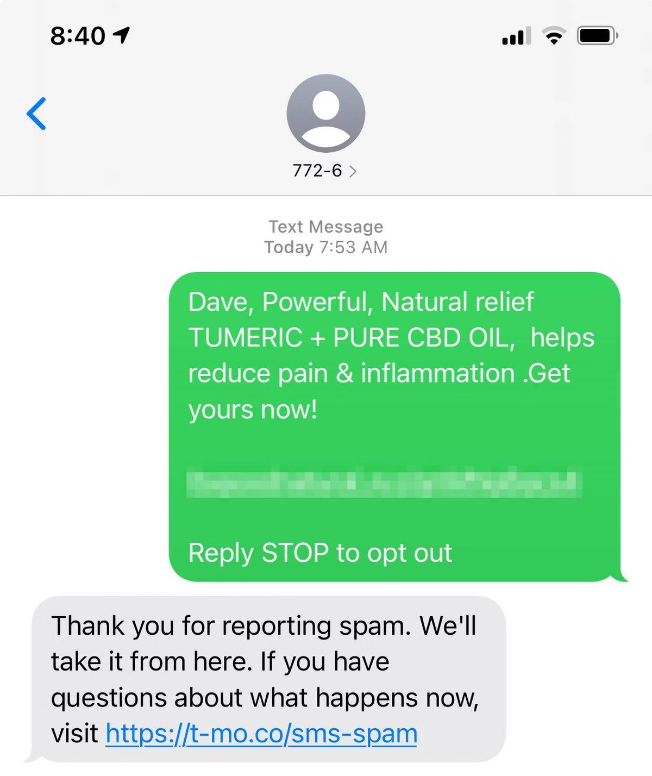 8:40
772-6
Text Message
Today 7:53 AM
Dave, Powerful, Natural relief
TUMERIC + PURE CBD OIL,  helps
reduce pain & inflammation .Get
yours now!
Reply STOP to opt out
Thank you for reporting spam. We'll
take it from here. If you have
questions about what happens now,
visit https://t-mo.co/sms-spam